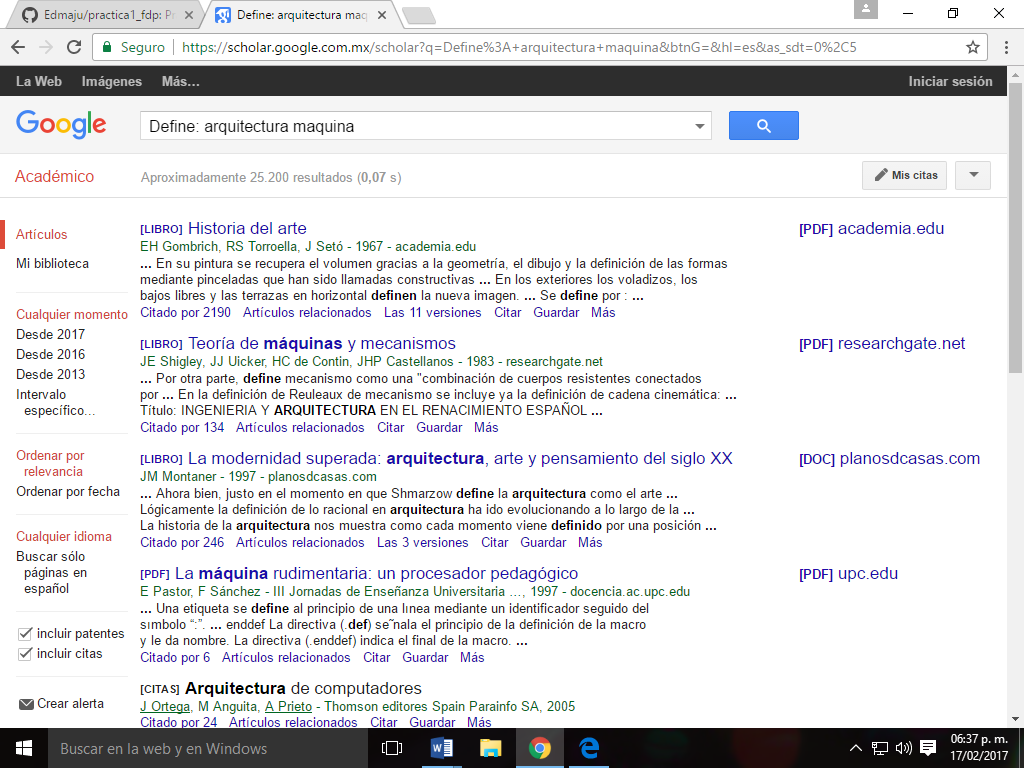 Edmaju/practica1_fdp: Pr
Define: arquitectura maq
Seguro
https://scholar.google.com.mx/scholar?q=Define%3A+arquitectura+maquina&btnG=&hl=es&as_sdt=0%2C5
La Web Imágenes Más… Iniciar sesión
Google
Define: arquitectura maquina
Académico
Aproximadamente 25.200 resultados (0,07 s)
Mis citas
Artículos
Mi biblioteca
Cualquier momento
Desde 2017
Desde 2016
Desde 2013
Intervalo
específico...
Ordenar por
relevancia
Ordenar por fecha
Cualquier idioma
Buscar sólo
páginas en
español
incluir patentes
incluir citas
Crear alerta
[LIBRO] Historia del arte
EH Gombrich, RS Torroella, J Setó - 1967 - academia.edu
... En su pintura se recupera el volumen gracias a la geometría, el dibujo y la definición de las formas
mediante pinceladas que han sido llamadas constructivas ... En los exteriores los voladizos, los
bajos libres y las terrazas en horizontal definen la nueva imagen. ... Se define por : ...
Citado por 2190 Artículos relacionados Las 11 versiones Citar Guardar Más
[PDF] academia.edu
[LIBRO] Teoría de máquinas y mecanismos
JE Shigley, JJ Uicker, HC de Contin, JHP Castellanos - 1983 - researchgate.net
... Por otra parte, define mecanismo como una "combinación de cuerpos resistentes conectados
por ... En la definición de Reuleaux de mecanismo se incluye ya la definición de cadena cinemática: ...
Título: INGENIERIA Y ARQUITECTURA EN EL RENACIMIENTO ESPAÑOL ...
Citado por 134 Artículos relacionados Citar Guardar Más
[PDF] researchgate.net
[LIBRO] La modernidad superada: arquitectura, arte y pensamiento del siglo XX
JM Montaner - 1997 - planosdcasas.com
... Ahora bien, justo en el momento en que Shmarzow define la arquitectura como el arte ...
Lógicamente la definición de lo racional en arquitectura ha ido evolucionando a lo largo de la ...
La historia de la arquitectura nos muestra como cada momento viene definido por una posición ...
Citado por 246 Artículos relacionados Las 3 versiones Citar Guardar Más
[DOC] planosdcasas.com
[PDF] La máquina rudimentaria: un procesador pedagógico
E Pastor, F Sánchez - III Jornadas de Enseñanza Universitaria …, 1997 - docencia.ac.upc.edu
... Una etiqueta se define al principio de una lınea mediante un identificador seguido del
sımbolo “:”. ... enddef La directiva (.def) se˜nala el principio de la definición de la macro
y le da nombre. La directiva (.enddef) indica el final de la macro. ...
Citado por 6 Artículos relacionados Citar Guardar Más
[PDF] upc.edu
[CITAS] Arquitectura de computadores
J Ortega, M Anguita, A Prieto - Thomson editores Spain Parainfo SA, 2005
Citado por 24 Artículos relacionados Citar Guardar Más
Buscar en la web y en Windows
06:37 p. m.
17/02/2017